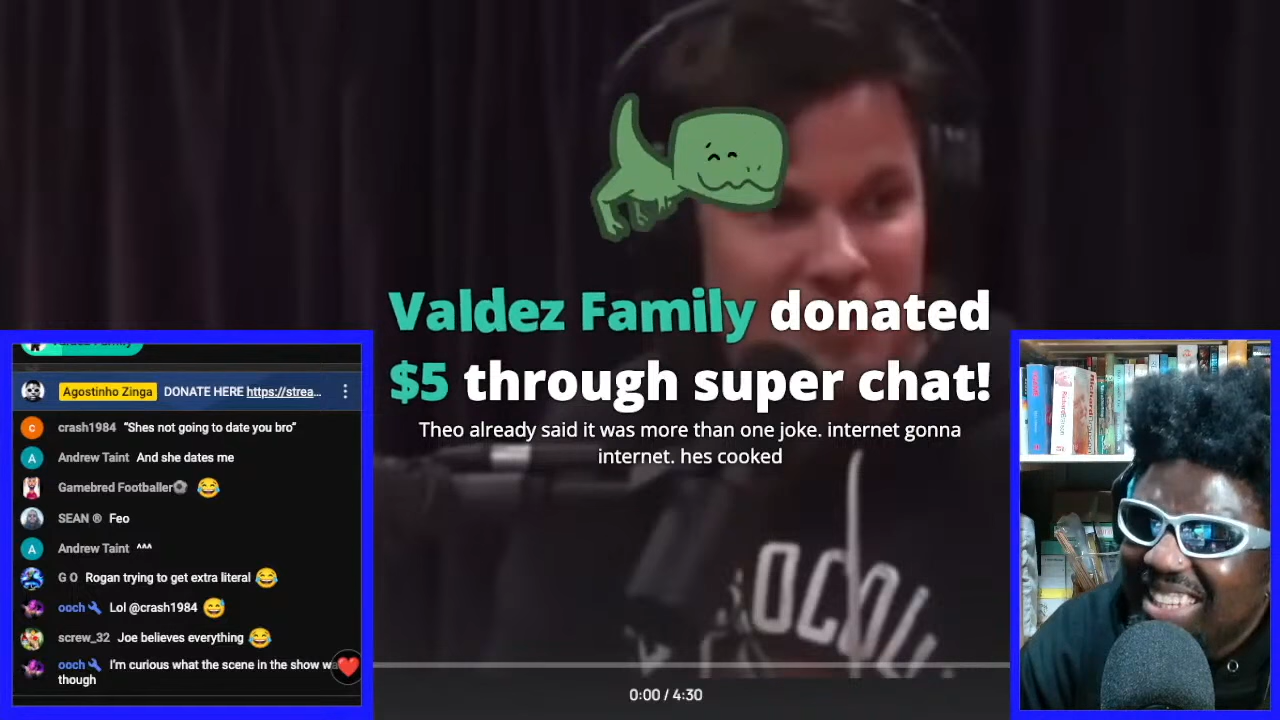 Valdez Family donated
$5 through super chat!
Theo already said it was more than one joke. internet gonna
internet. hes cooked
Valdez Family
Agostinho Zinga DONATE HERE https://strea...
crash1984 “Shes not going to date you bro”
Andrew Taint And she dates me
Gamebred Footballer⚽ 😂
SEAN ® Feo
Andrew Taint ^^^
G O Rogan trying to get extra literal 😂
ooch Lol @crash1984 😅
screw_32 Joe believes everything 😂
ooch I’m curious what the scene in the show
though
0:00 / 4:30